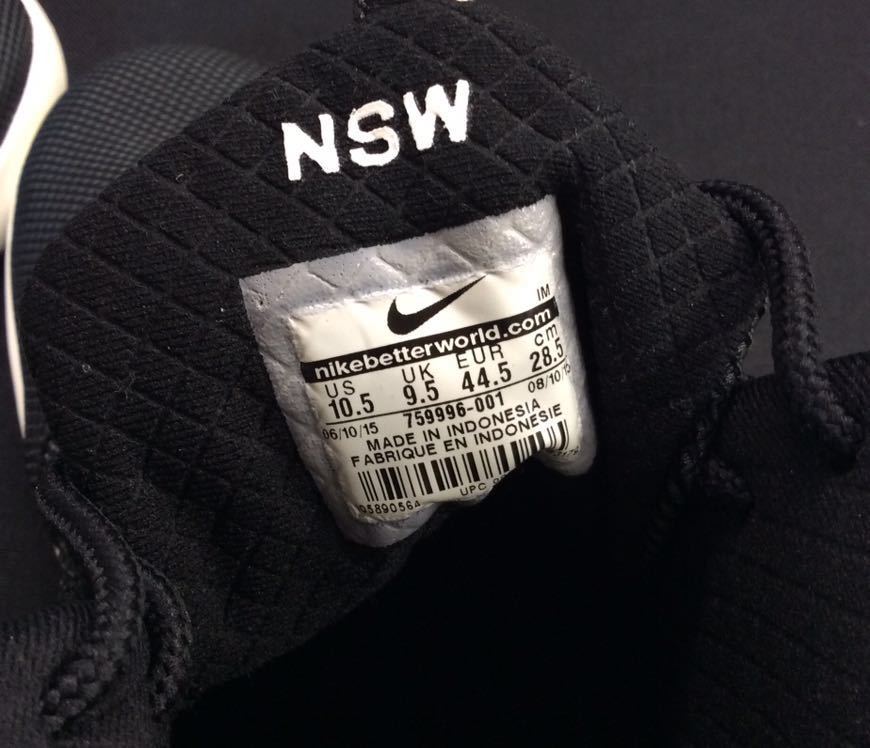 NSW
IM
nikebetterworld.com
US UK EUR cm
10.5 9.5 44.5 28.5
06/10/15 759996-001 08/10/15
MADE IN INDONESIA
FABRIQUE EN INDONESIE
UPC